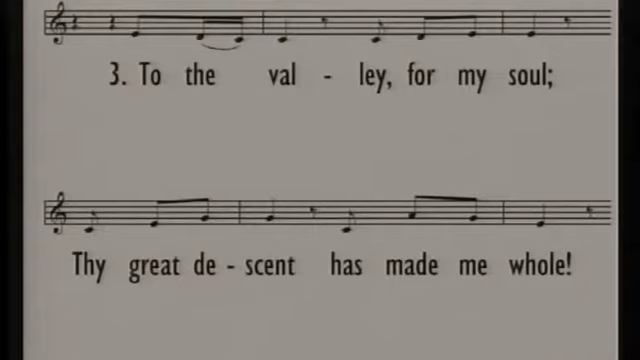 3. To the val - ley, for my soul;
Thy great de - scent has made me whole!